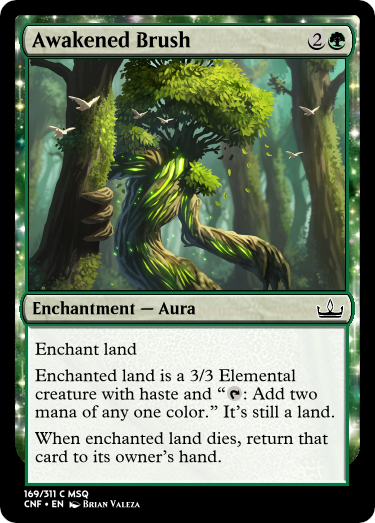 Awakened Brush 2
Enchantment — Aura
Enchant land
Enchanted land is a 3/3 Elemental
creature with haste and “: Add two
mana of any one color.” It’s still a land.
When enchanted land dies, return that
card to its owner’s hand.
169/311 C MSQ
CNF • EN Brian Valeza